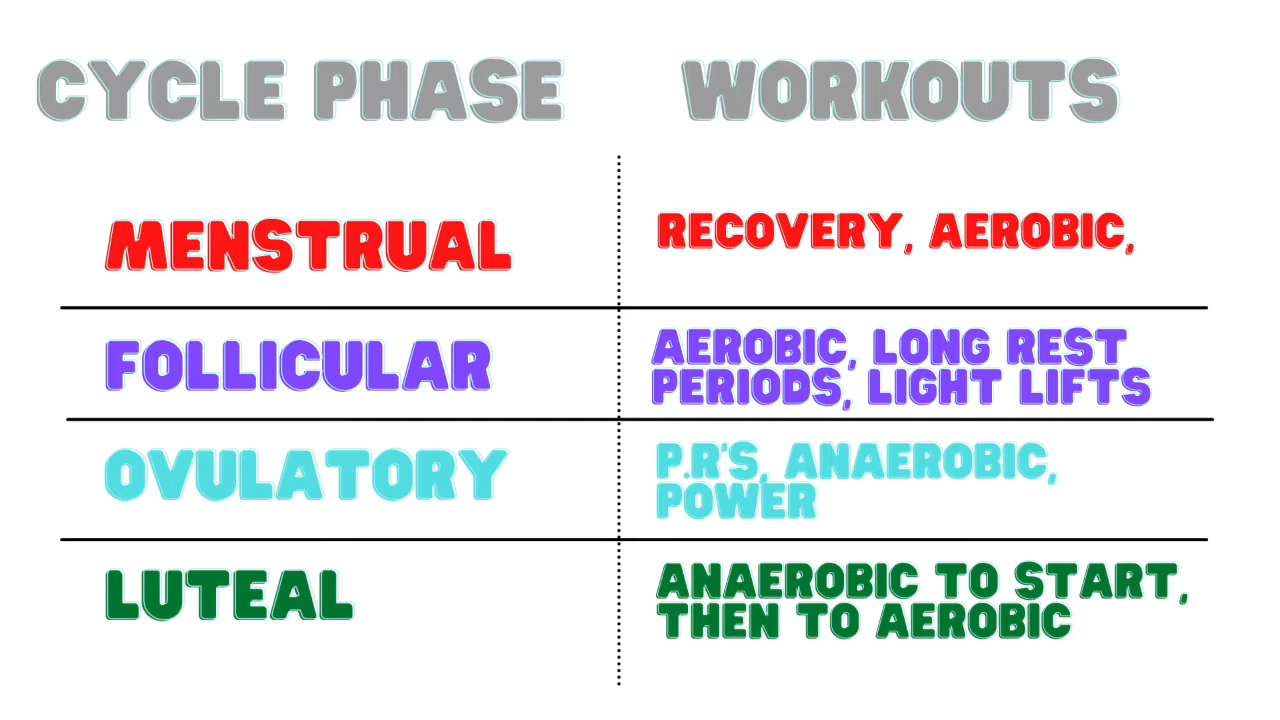 CYCLE PHASE
WORKOUTS
MENSTRUAL
RECOVERY, AEROBIC,
FOLLICULAR
AEROBIC, LONG REST
PERIODS, LIGHT LIFTS
OVULATORY
P.R'S, ANAEROBIC,
POWER
LUTEAL
ANAEROBIC TO START,
THEN TO AEROBIC